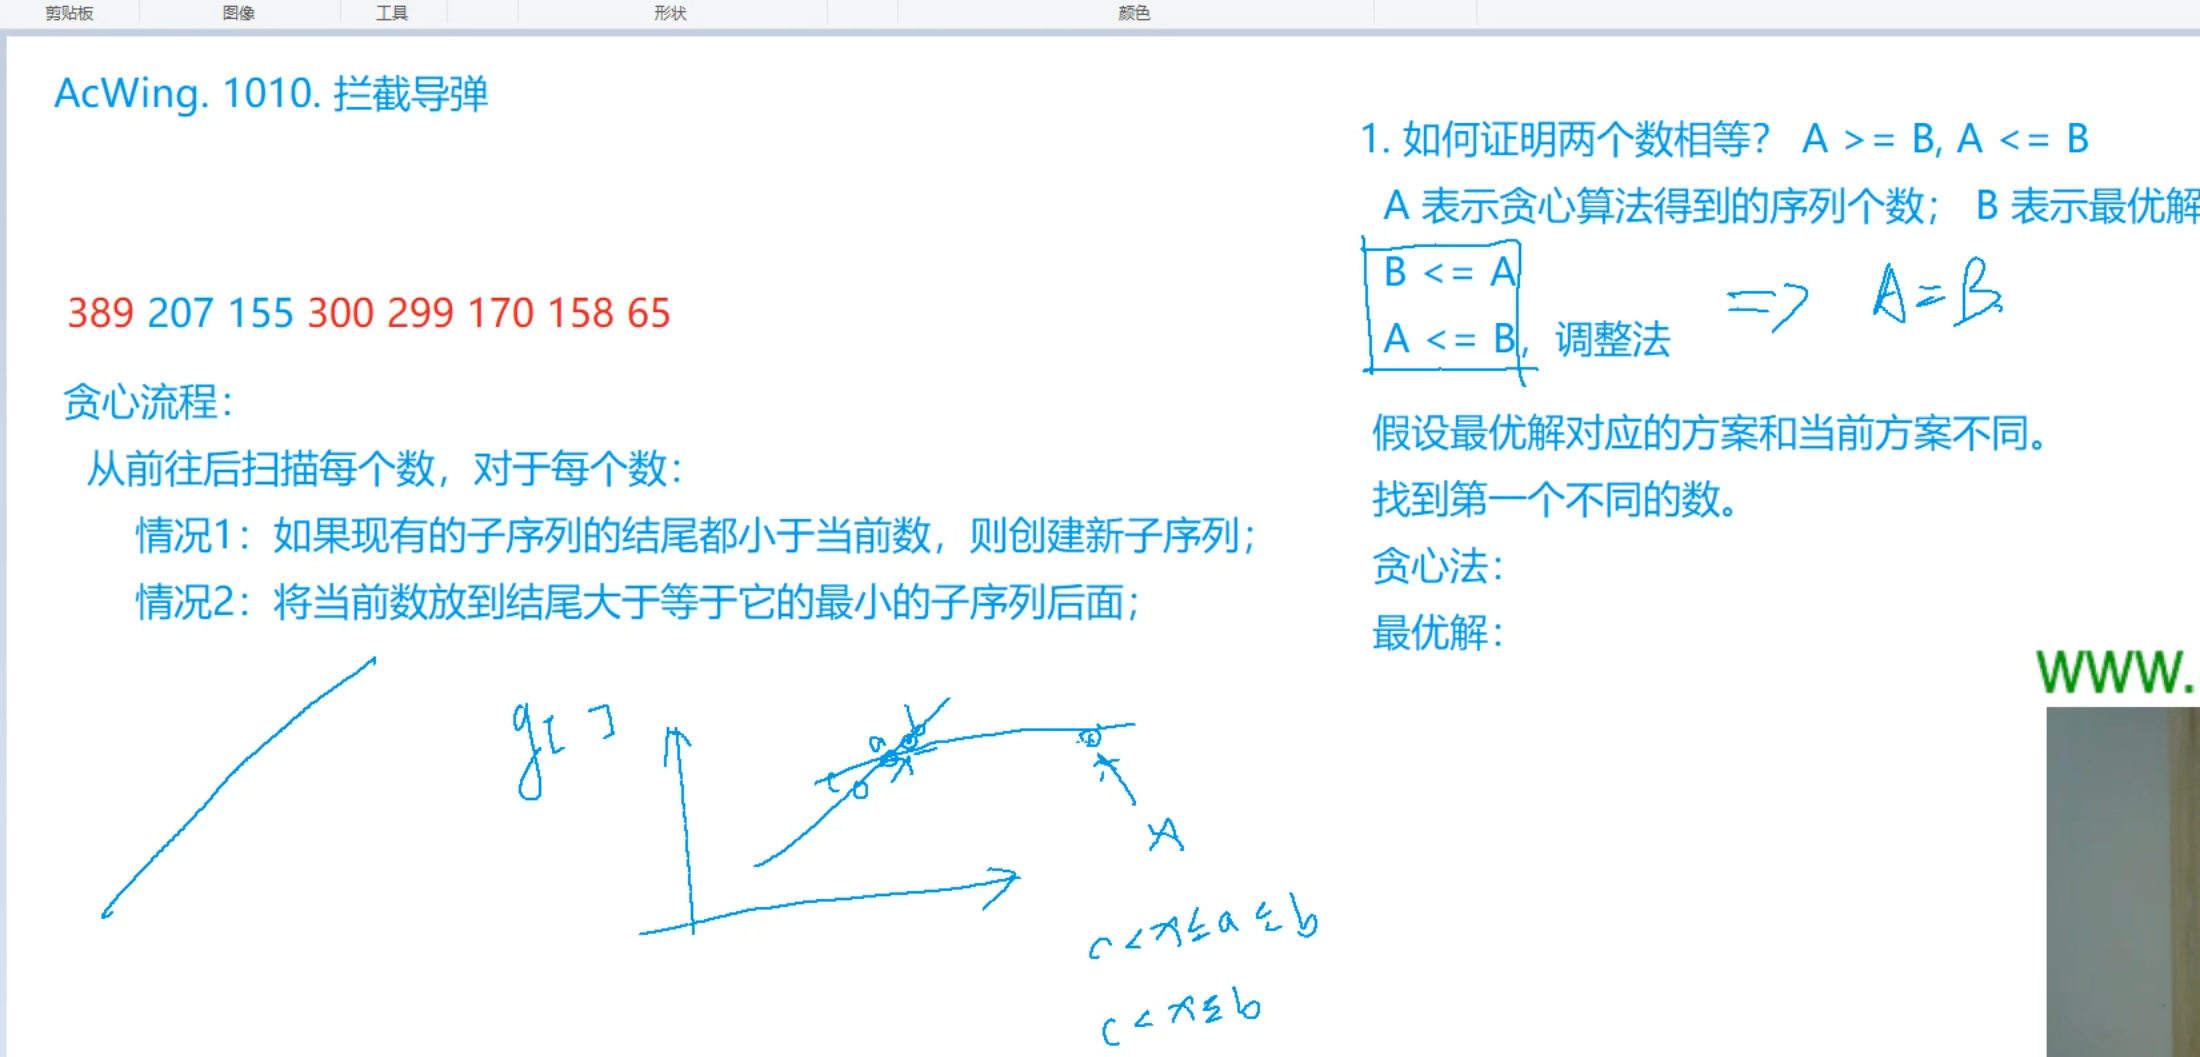 剪贴板 图像 工具 形状 颜色
AcWing. 1010. 拦截导弹
389 207 155 300 299 170 158 65
贪心流程：
从前往后扫描每个数，对于每个数：
情况1：如果现有的子序列的结尾都小于当前数，则创建新子序列；
情况2：将当前数放到结尾大于等于它的最小的子序列后面；
g[ ]
a
b
c
x
c < x ≤ a ≤ b
c < x ≤ b
1. 如何证明两个数相等？ A >= B, A <= B
A 表示贪心算法得到的序列个数； B 表示最优解
B <= A
A <= B，调整法
=> A = B
假设最优解对应的方案和当前方案不同。
找到第一个不同的数。
贪心法：
最优解：
WWW.